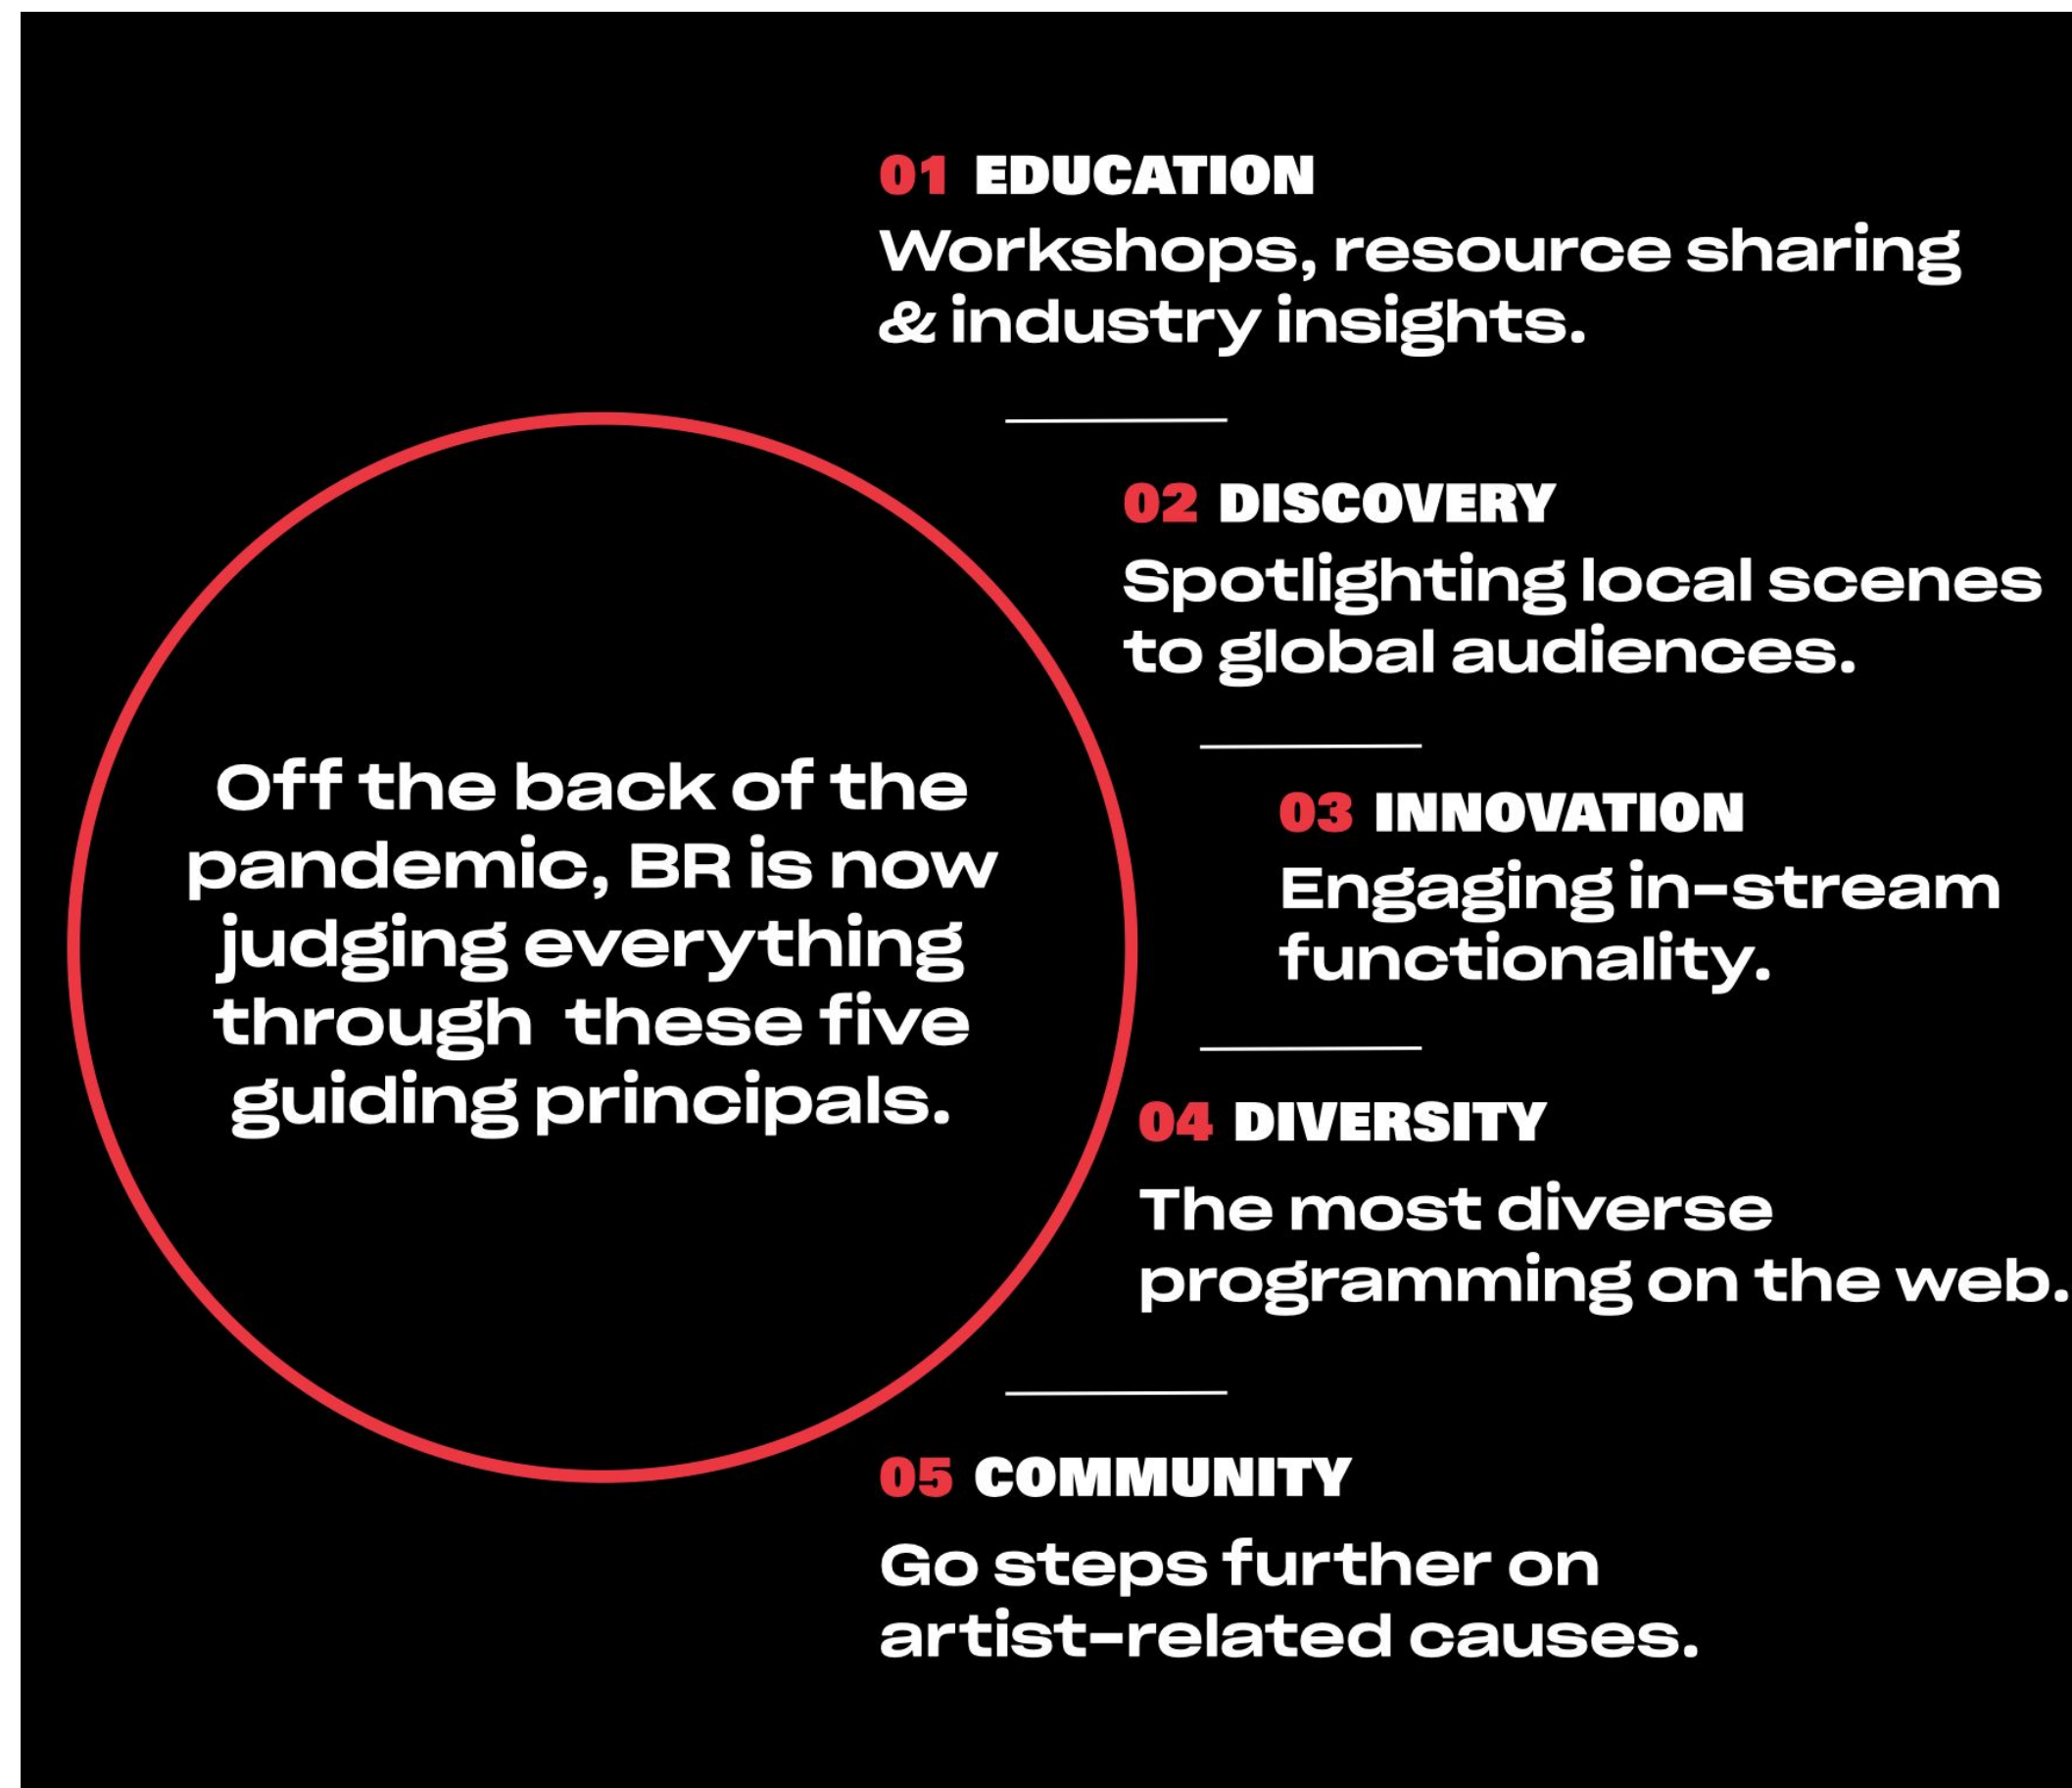 Off the back of the
pandemic, BR is now
judging everything
through  these five
guiding principals.
01 EDUCATION
Workshops, resource sharing
& industry insights.
02 DISCOVERY
Spotlighting local scenes
to global audiences.
03 INNOVATION
Engaging in-stream
functionality.
04 DIVERSITY
The most diverse
programming on the web.
05 COMMUNITY
Go steps further on
artist-related causes.